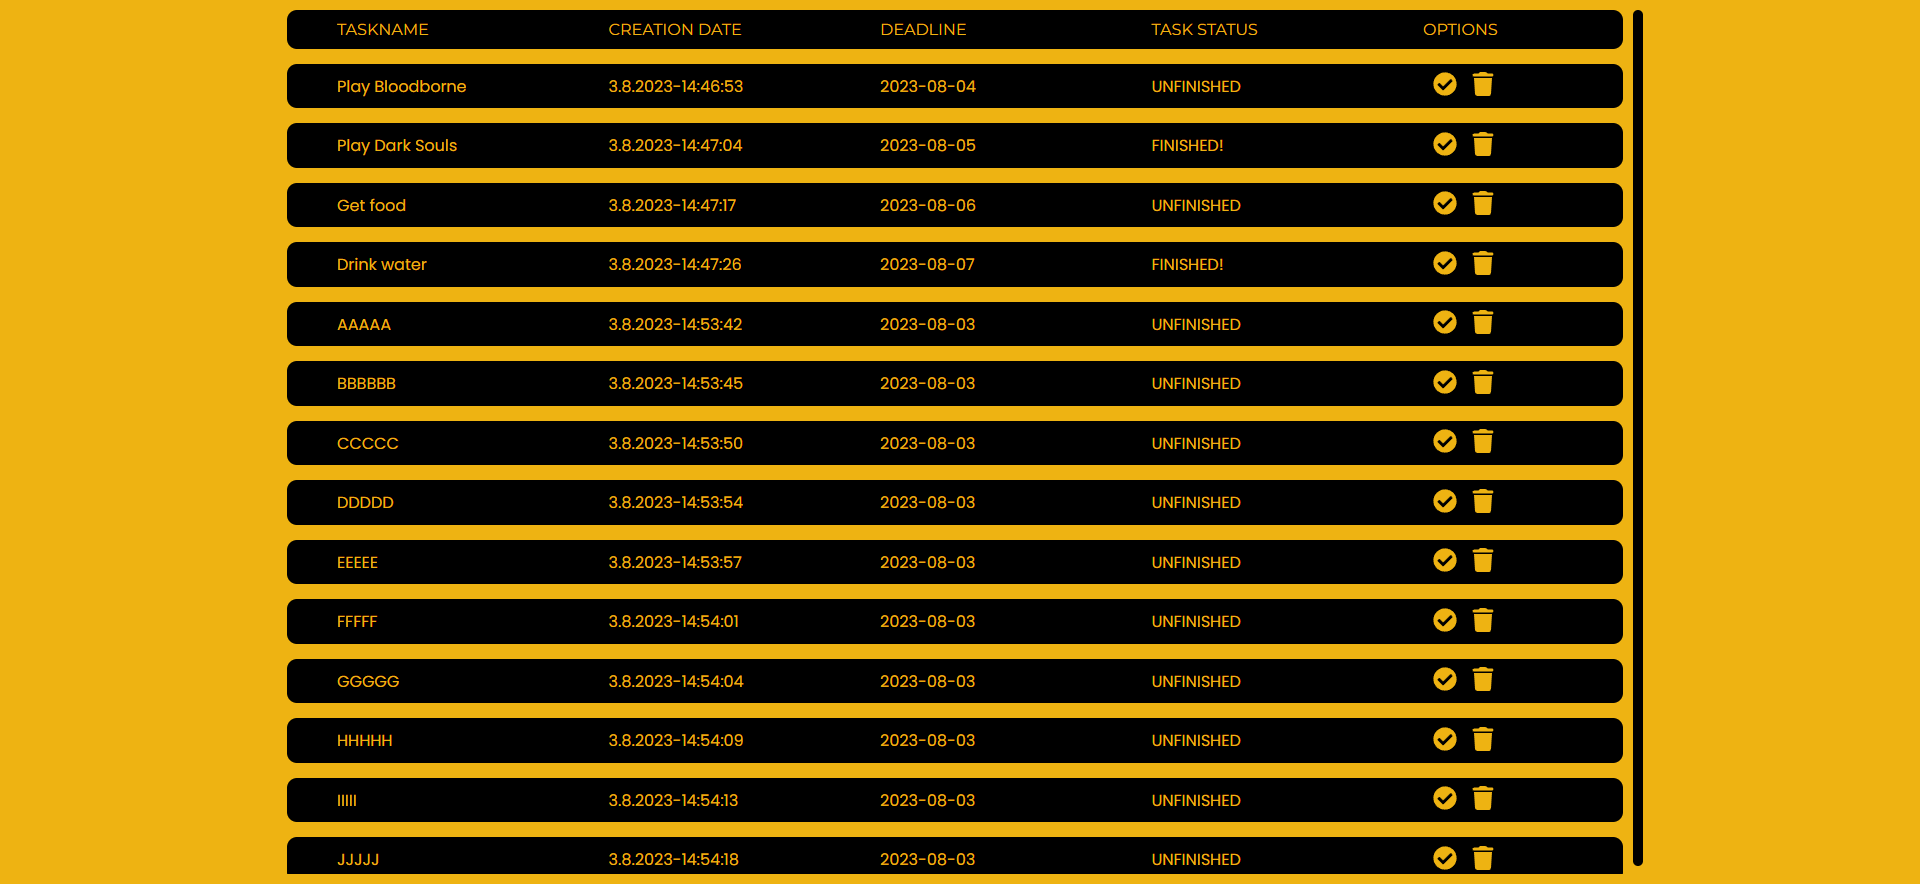 TASKNAME CREATION DATE DEADLINE TASK STATUS OPTIONS
Play Bloodborne 3.8.2023-14:46:53 2023-08-04 UNFINISHED
Play Dark Souls 3.8.2023-14:47:04 2023-08-05 FINISHED!
Get food 3.8.2023-14:47:17 2023-08-06 UNFINISHED
Drink water 3.8.2023-14:47:26 2023-08-07 FINISHED!
AAAAA 3.8.2023-14:53:42 2023-08-03 UNFINISHED
BBBBBB 3.8.2023-14:53:45 2023-08-03 UNFINISHED
CCCCC 3.8.2023-14:53:50 2023-08-03 UNFINISHED
DDDDD 3.8.2023-14:53:54 2023-08-03 UNFINISHED
EEEEE 3.8.2023-14:53:57 2023-08-03 UNFINISHED
FFFFF 3.8.2023-14:54:01 2023-08-03 UNFINISHED
GGGGG 3.8.2023-14:54:04 2023-08-03 UNFINISHED
HHHHH 3.8.2023-14:54:09 2023-08-03 UNFINISHED
IIIII 3.8.2023-14:54:13 2023-08-03 UNFINISHED
JJJJJ 3.8.2023-14:54:18 2023-08-03 UNFINISHED